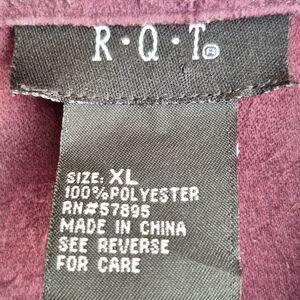 R·Q·T®
SIZE: XL
100%POLYESTER
RN#57895
MADE IN CHINA
SEE REVERSE
FOR CARE